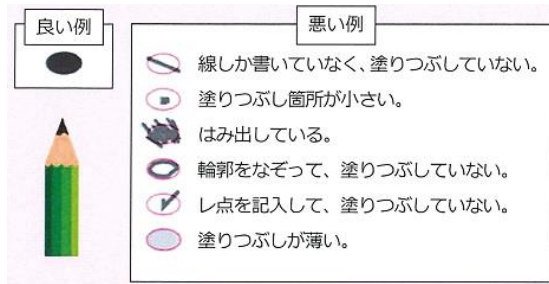 良い例
悪い例
線しか書いていなく、塗りつぶしていない。
塗りつぶし箇所が小さい。
はみ出している。
輪郭をなぞって、塗りつぶしていない。
レ点を記入して、塗りつぶしていない。
塗りつぶしが薄い。